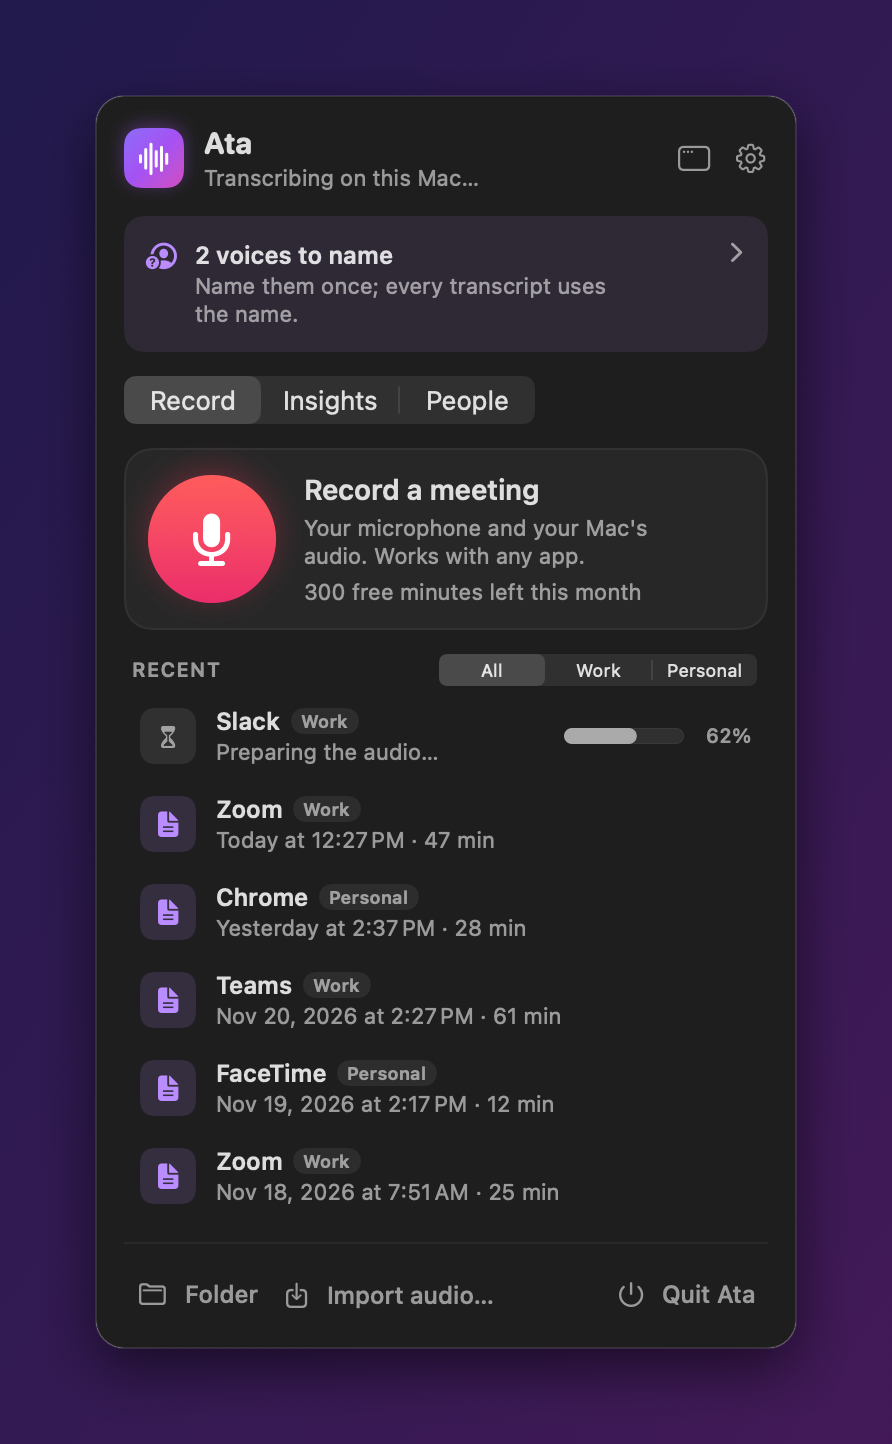 Ata
Transcribing on this Mac...
2 voices to name
Name them once; every transcript uses
the name.
Record Insights People
Record a meeting
Your microphone and your Mac's
audio. Works with any app.
300 free minutes left this month
RECENT All Work Personal
Slack Work
Preparing the audio... 62%
Zoom Work
Today at 12:27 PM · 47 min
Chrome Personal
Yesterday at 2:37 PM · 28 min
Teams Work
Nov 20, 2026 at 2:27 PM · 61 min
FaceTime Personal
Nov 19, 2026 at 2:17 PM · 12 min
Zoom Work
Nov 18, 2026 at 7:51 AM · 25 min
Folder Import audio... Quit Ata